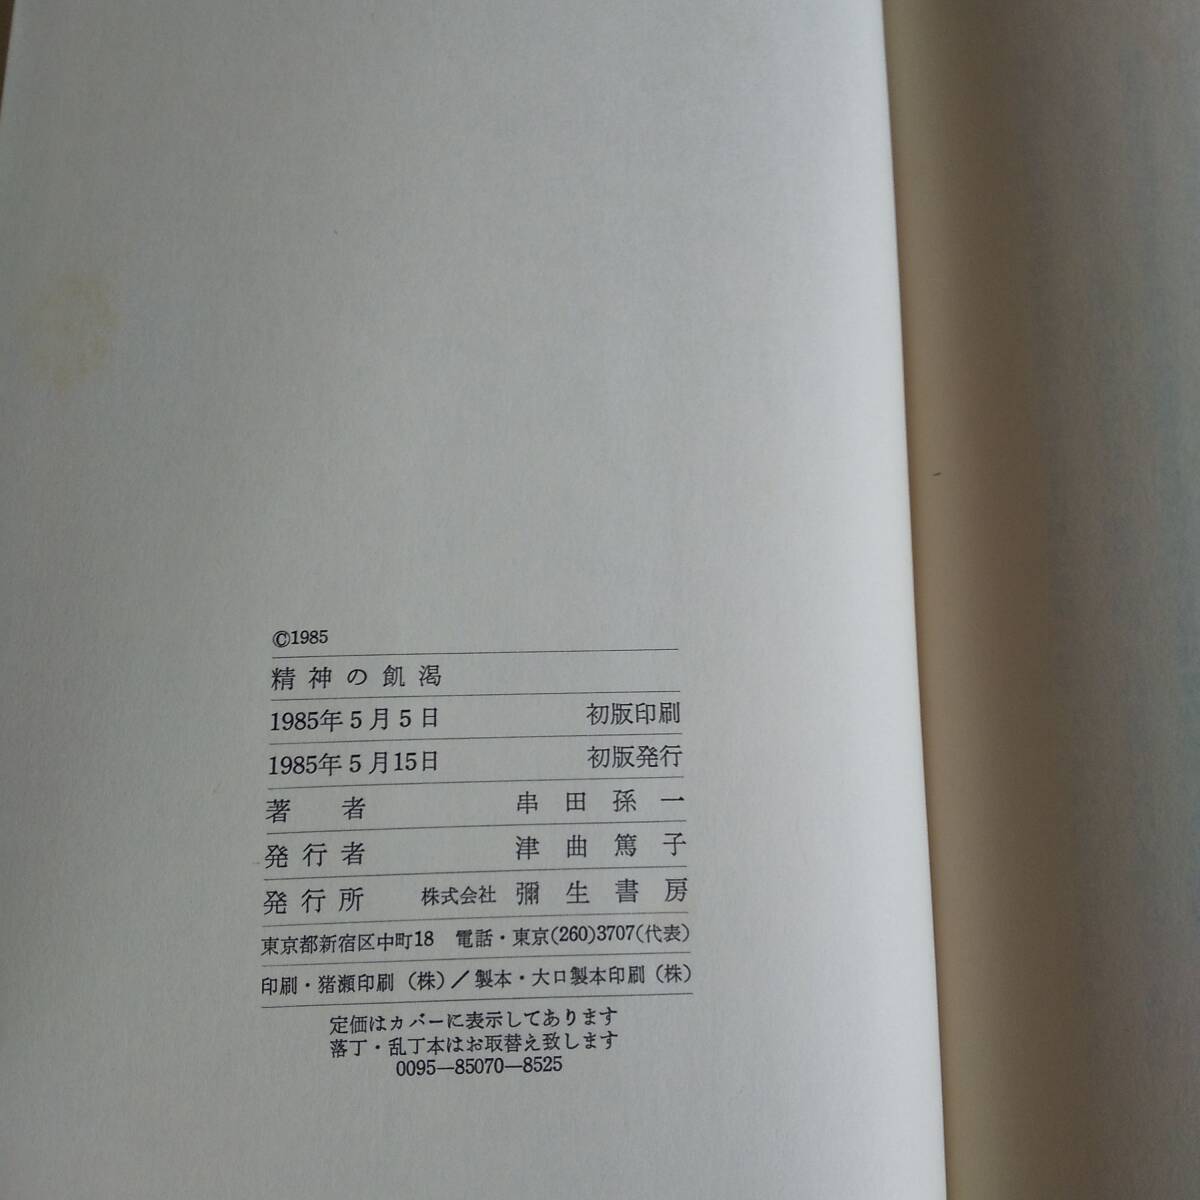 ©1985
精神の飢渇
1985年5月5日 初版印刷
1985年5月15日 初版発行
著者 串田孫一
発行者 津曲篤子
発行所 株式会社 彌生書房
東京都新宿区中町18 電話・東京(260)3707(代表)
印刷・猪瀬印刷(株)/製本・大口製本印刷(株)
定価はカバーに表示してあります
落丁・乱丁本はお取替え致します
0095—85070—8525